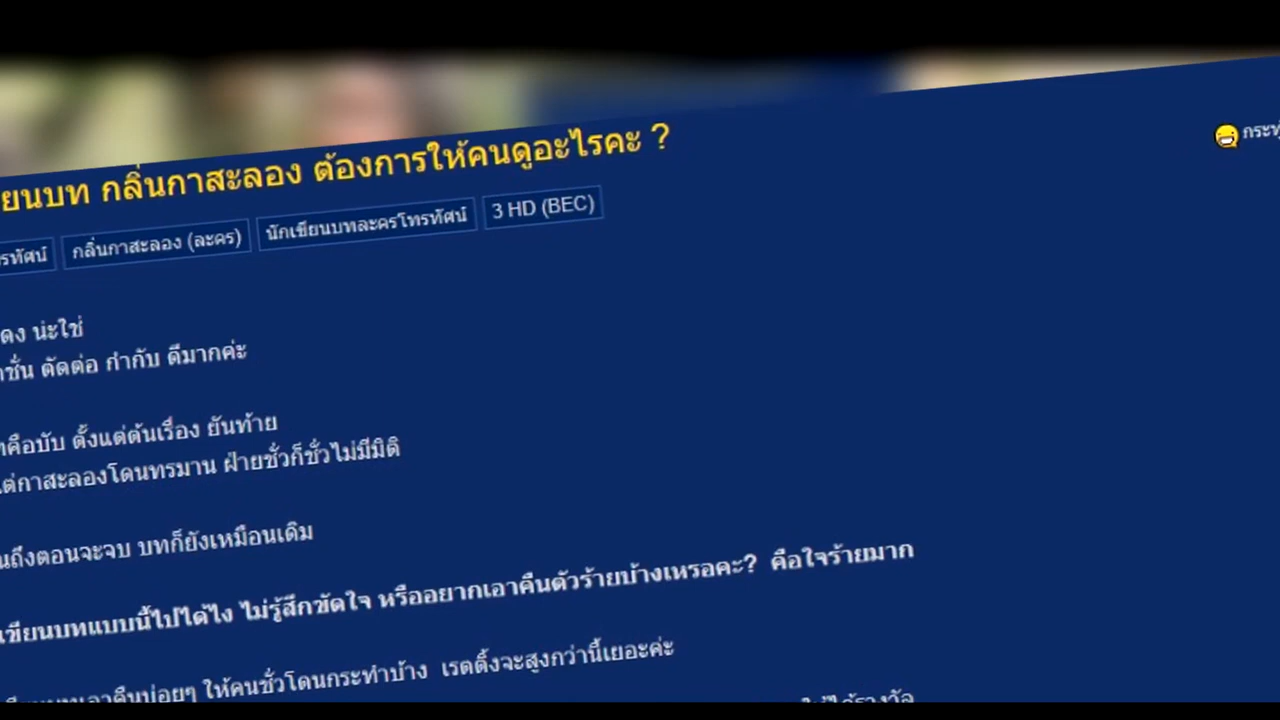 ยนบท กลิ่นกาสะลอง ต้องการให้คนดูอะไรคะ ?
กระทู้
รทัศน์ กลิ่นกาสะลอง (ละคร) นักเขียนบทละครโทรทัศน์ 3 HD (BEC)
ดง น่ะใช่
ชั่น ตัดต่อ กำกับ ดีมากค่ะ
คือบับ ตั้งแต่ต้นเรื่อง ยันท้าย
ต่กาสะลองโดนทรมาน ฝ่ายชั่วก็ชั่วไม่มีมิติ
นถึงตอนจะจบ บทก็ยังเหมือนเดิม
เขียนบทแบบนี้ไปได้ไง ไม่รู้สึกขัดใจ หรืออยากเอาคืนตัวร้ายบ้างเหรอคะ? คือใจร้ายมาก
เอาคืนบ่อยๆ ให้คนชั่วโดนกระทำบ้าง เรตติ้งจะสูงกว่านี้เยอะค่ะ